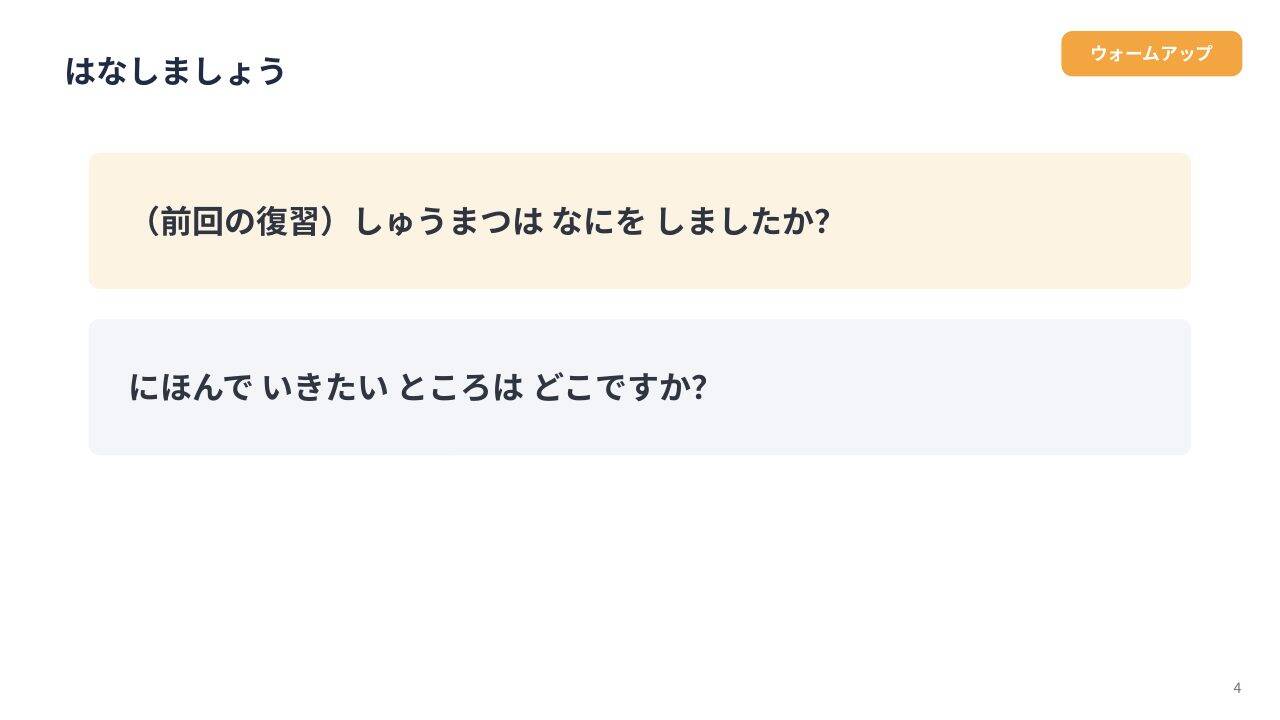 はなしましょう
ウォームアップ
（前回の復習）しゅうまつは なにを しましたか?
にほんで いきたい ところは どこですか?
4